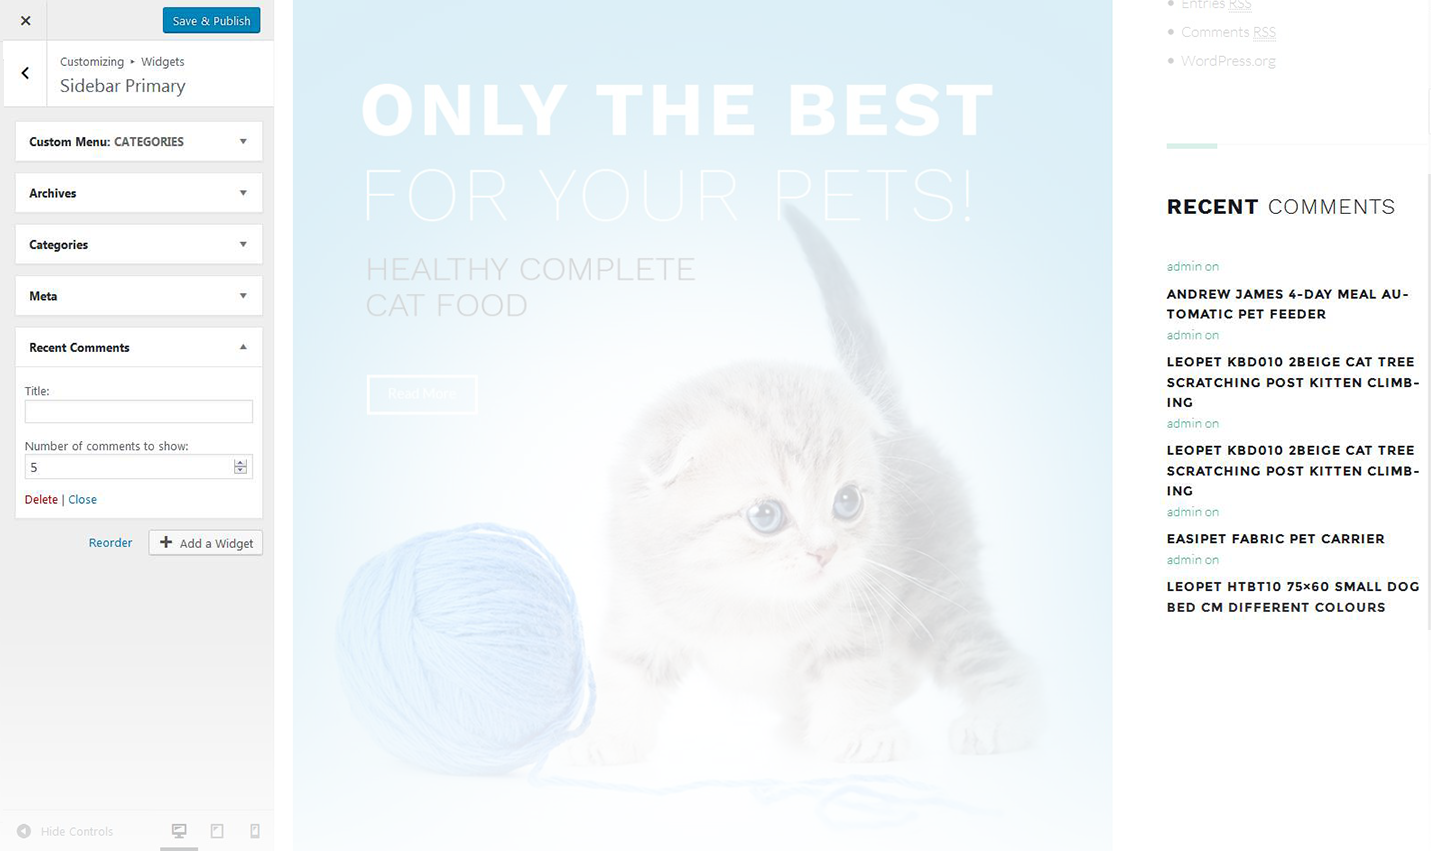 Save & Publish
Customizing ▸ Widgets
Sidebar Primary
Custom Menu: CATEGORIES
Archives
Categories
Meta
Recent Comments
Title:
Number of comments to show:
5
Delete | Close
Reorder
Add a Widget
Hide Controls
ONLY THE BEST
FOR YOUR PETS!
HEALTHY COMPLETE
CAT FOOD
Read More
Entries RSS
Comments RSS
WordPress.org
RECENT COMMENTS
admin on
ANDREW JAMES 4-DAY MEAL AU-
TOMATIC PET FEEDER
admin on
LEOPET KBD010 2BEIGE CAT TREE
SCRATCHING POST KITTEN CLIMB-
ING
admin on
LEOPET KBD010 2BEIGE CAT TREE
SCRATCHING POST KITTEN CLIMB-
ING
admin on
EASIPET FABRIC PET CARRIER
admin on
LEOPET HTBT10 75×60 SMALL DOG
BED CM DIFFERENT COLOURS